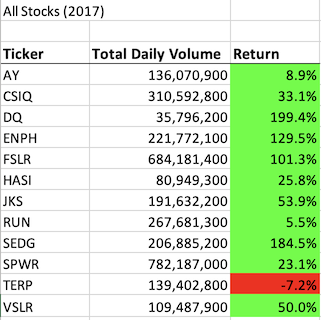 All Stocks (2017)
Ticker Total Daily Volume Return
AY 136,070,900 8.9%
CSIQ 310,592,800 33.1%
DQ 35,796,200 199.4%
ENPH 221,772,100 129.5%
FSLR 684,181,400 101.3%
HASI 80,949,300 25.8%
JKS 191,632,200 53.9%
RUN 267,681,300 5.5%
SEDG 206,885,200 184.5%
SPWR 782,187,000 23.1%
TERP 139,402,800 -7.2%
VSLR 109,487,900 50.0%